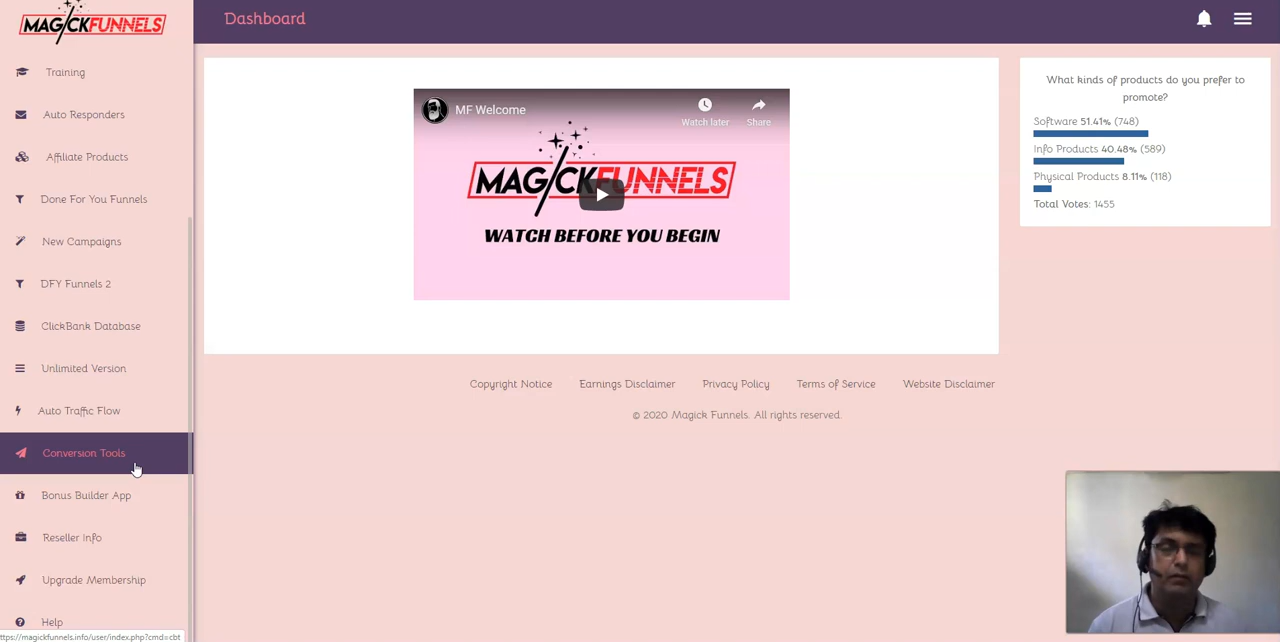 MAGICKFUNNELS
Dashboard
Training
Auto Responders
Affiliate Products
Done For You Funnels
New Campaigns
DFY Funnels 2
ClickBank Database
Unlimited Version
Auto Traffic Flow
Conversion Tools
Bonus Builder App
Reseller Info
Upgrade Membership
Help
ttps://magickfunnels.info/user/index.php?cmd=cbt
MF Welcome
Watch later
Share
MAGICKFUNNELS
WATCH BEFORE YOU BEGIN
What kinds of products do you prefer to
promote?
Software 51.41% (748)
Info Products 40.48% (589)
Physical Products 8.11% (118)
Total Votes: 1455
Copyright Notice Earnings Disclaimer Privacy Policy Terms of Service Website Disclaimer
© 2020 Magick Funnels. All rights reserved.